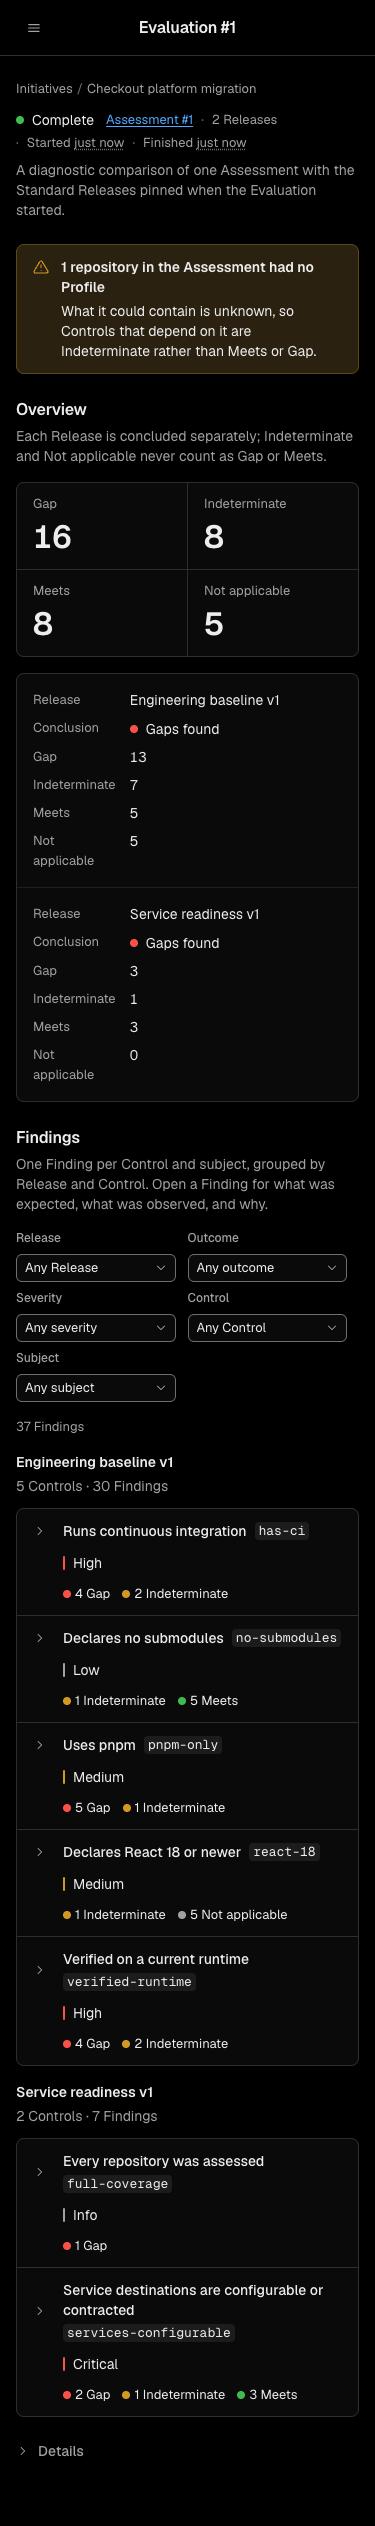 Evaluation #1
Initiatives / Checkout platform migration
Complete Assessment #1 · 2 Releases
· Started just now · Finished just now
A diagnostic comparison of one Assessment with the
Standard Releases pinned when the Evaluation
started.
1 repository in the Assessment had no
Profile
What it could contain is unknown, so
Controls that depend on it are
Indeterminate rather than Meets or Gap.
Overview
Each Release is concluded separately; Indeterminate
and Not applicable never count as Gap or Meets.
Gap Indeterminate
16 8
Meets Not applicable
8 5
Release Engineering baseline v1
Conclusion Gaps found
Gap 13
Indeterminate 7
Meets 5
Not 5
applicable
Release Service readiness v1
Conclusion Gaps found
Gap 3
Indeterminate 1
Meets 3
Not 0
applicable
Findings
One Finding per Control and subject, grouped by
Release and Control. Open a Finding for what was
expected, what was observed, and why.
Release Outcome
Any Release Any outcome
Severity Control
Any severity Any Control
Subject
Any subject
37 Findings
Engineering baseline v1
5 Controls · 30 Findings
Runs continuous integration has-ci
High
4 Gap 2 Indeterminate
Declares no submodules no-submodules
Low
1 Indeterminate 5 Meets
Uses pnpm pnpm-only
Medium
5 Gap 1 Indeterminate
Declares React 18 or newer react-18
Medium
1 Indeterminate 5 Not applicable
Verified on a current runtime
verified-runtime
High
4 Gap 2 Indeterminate
Service readiness v1
2 Controls · 7 Findings
Every repository was assessed
full-coverage
Info
1 Gap
Service destinations are configurable or
contracted
services-configurable
Critical
2 Gap 1 Indeterminate 3 Meets
Details